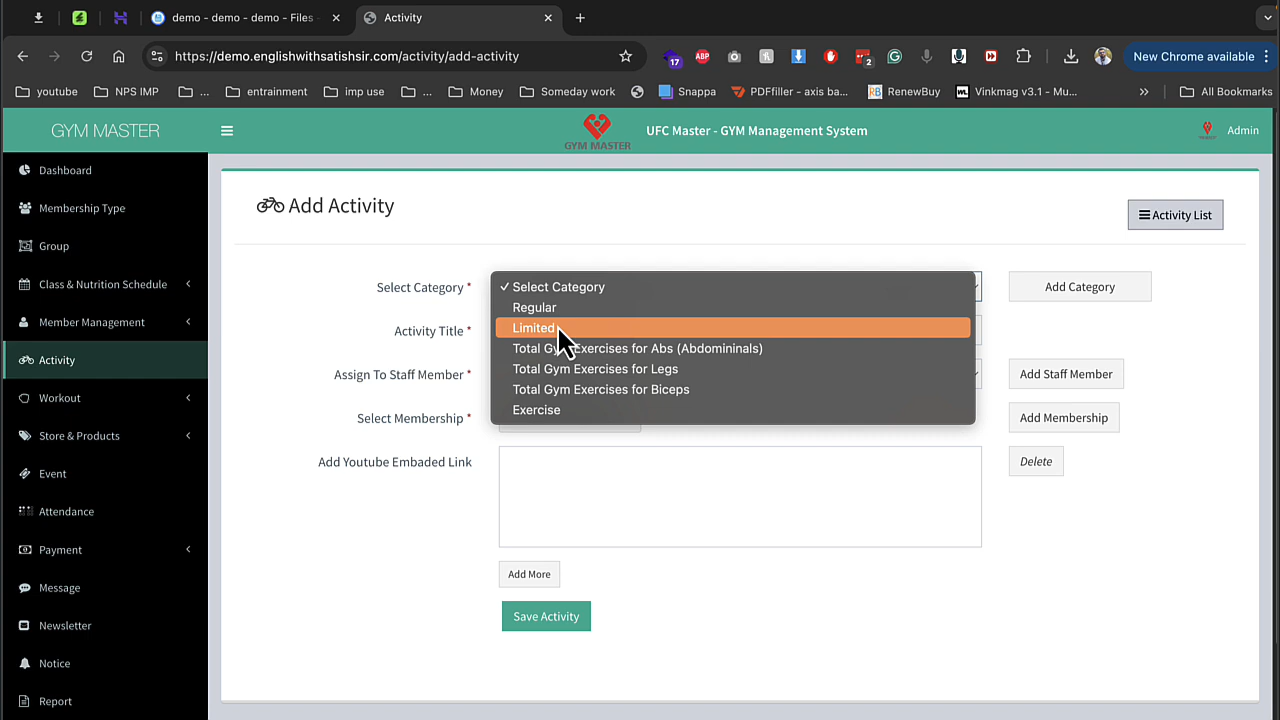 demo - demo - demo - Files
Activity
https://demo.englishwithsatishsir.com/activity/add-activity
17
ABP
2
New Chrome available
youtube
NPS IMP
...
entrainment
imp use
...
Money
Someday work
Snappa
PDFfiller - axis ba...
RenewBuy
Vinkmag v3.1 - Mu...
All Bookmarks
GYM MASTER
GYM MASTER
UFC Master - GYM Management System
Admin
Dashboard
Membership Type
Group
Class & Nutrition Schedule
Member Management
Activity
Workout
Store & Products
Event
Attendance
Payment
Message
Newsletter
Notice
Report
Add Activity
Activity List
Select Category *
✓ Select Category
Regular
Limited
Total Gym Exercises for Abs (Abdomininals)
Total Gym Exercises for Legs
Total Gym Exercises for Biceps
Exercise
Add Category
Activity Title *
Assign To Staff Member *
Add Staff Member
Select Membership *
Add Membership
Add Youtube Embaded Link
Delete
Add More
Save Activity